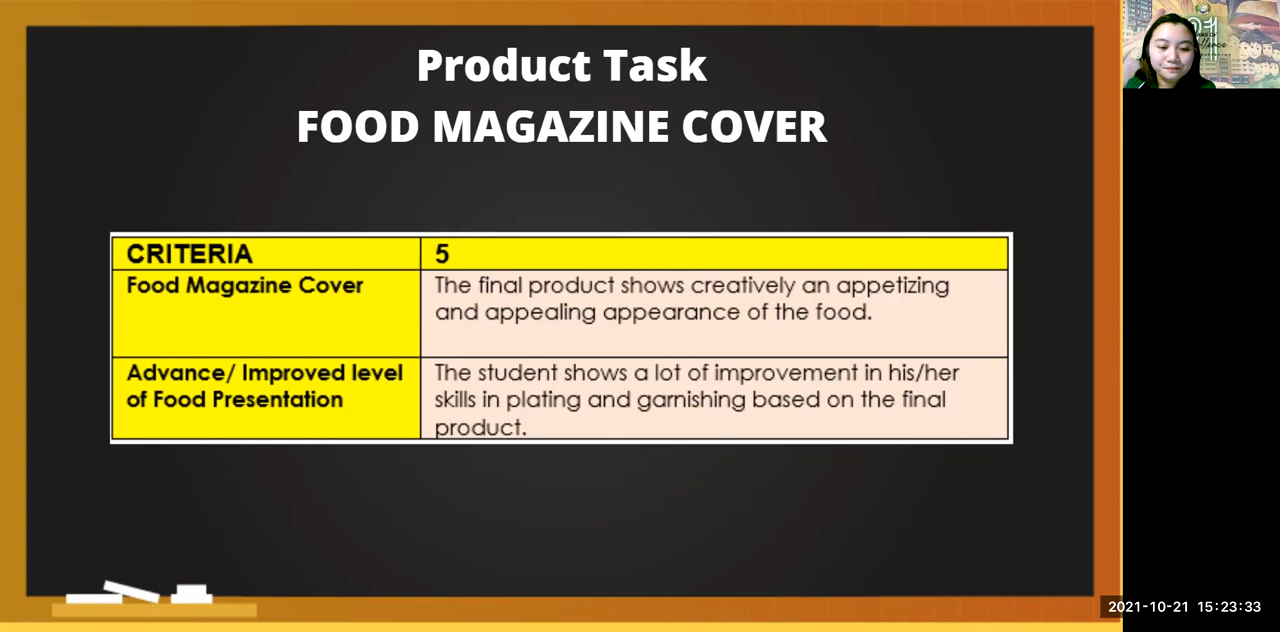 Product Task
FOOD MAGAZINE COVER
CRITERIA
5
Food Magazine Cover
The final product shows creatively an appetizing
and appealing appearance of the food.
Advance/ Improved level
of Food Presentation
The student shows a lot of improvement in his/her
skills in plating and garnishing based on the final
product.
2021-10-21 15:23:33